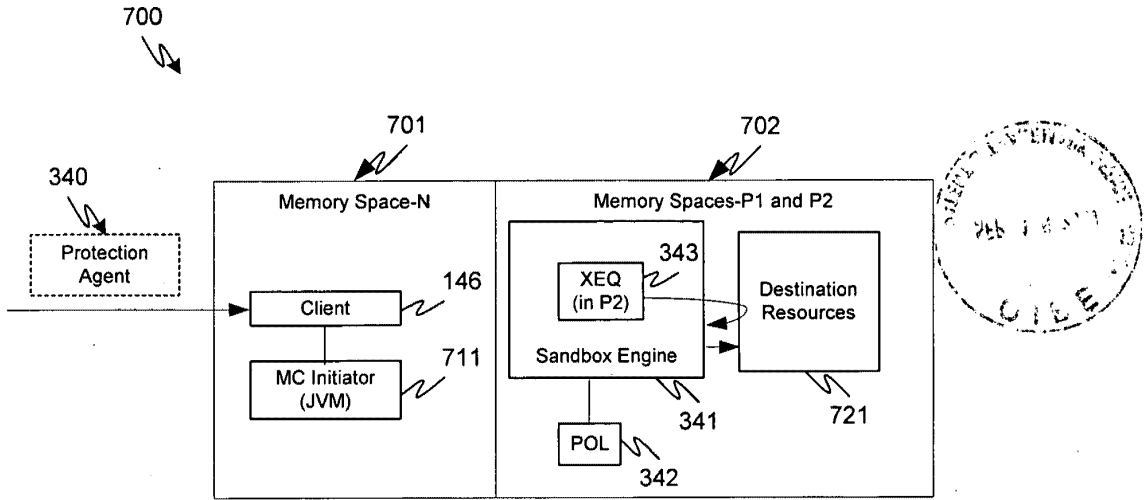 700
701
702
340
Protection
Agent
Memory Space-N
Client
146
MC Initiator
(JVM)
711
Memory Spaces-P1 and P2
XEQ
(in P2)
343
Sandbox Engine
341
POL
342
Destination
Resources
721